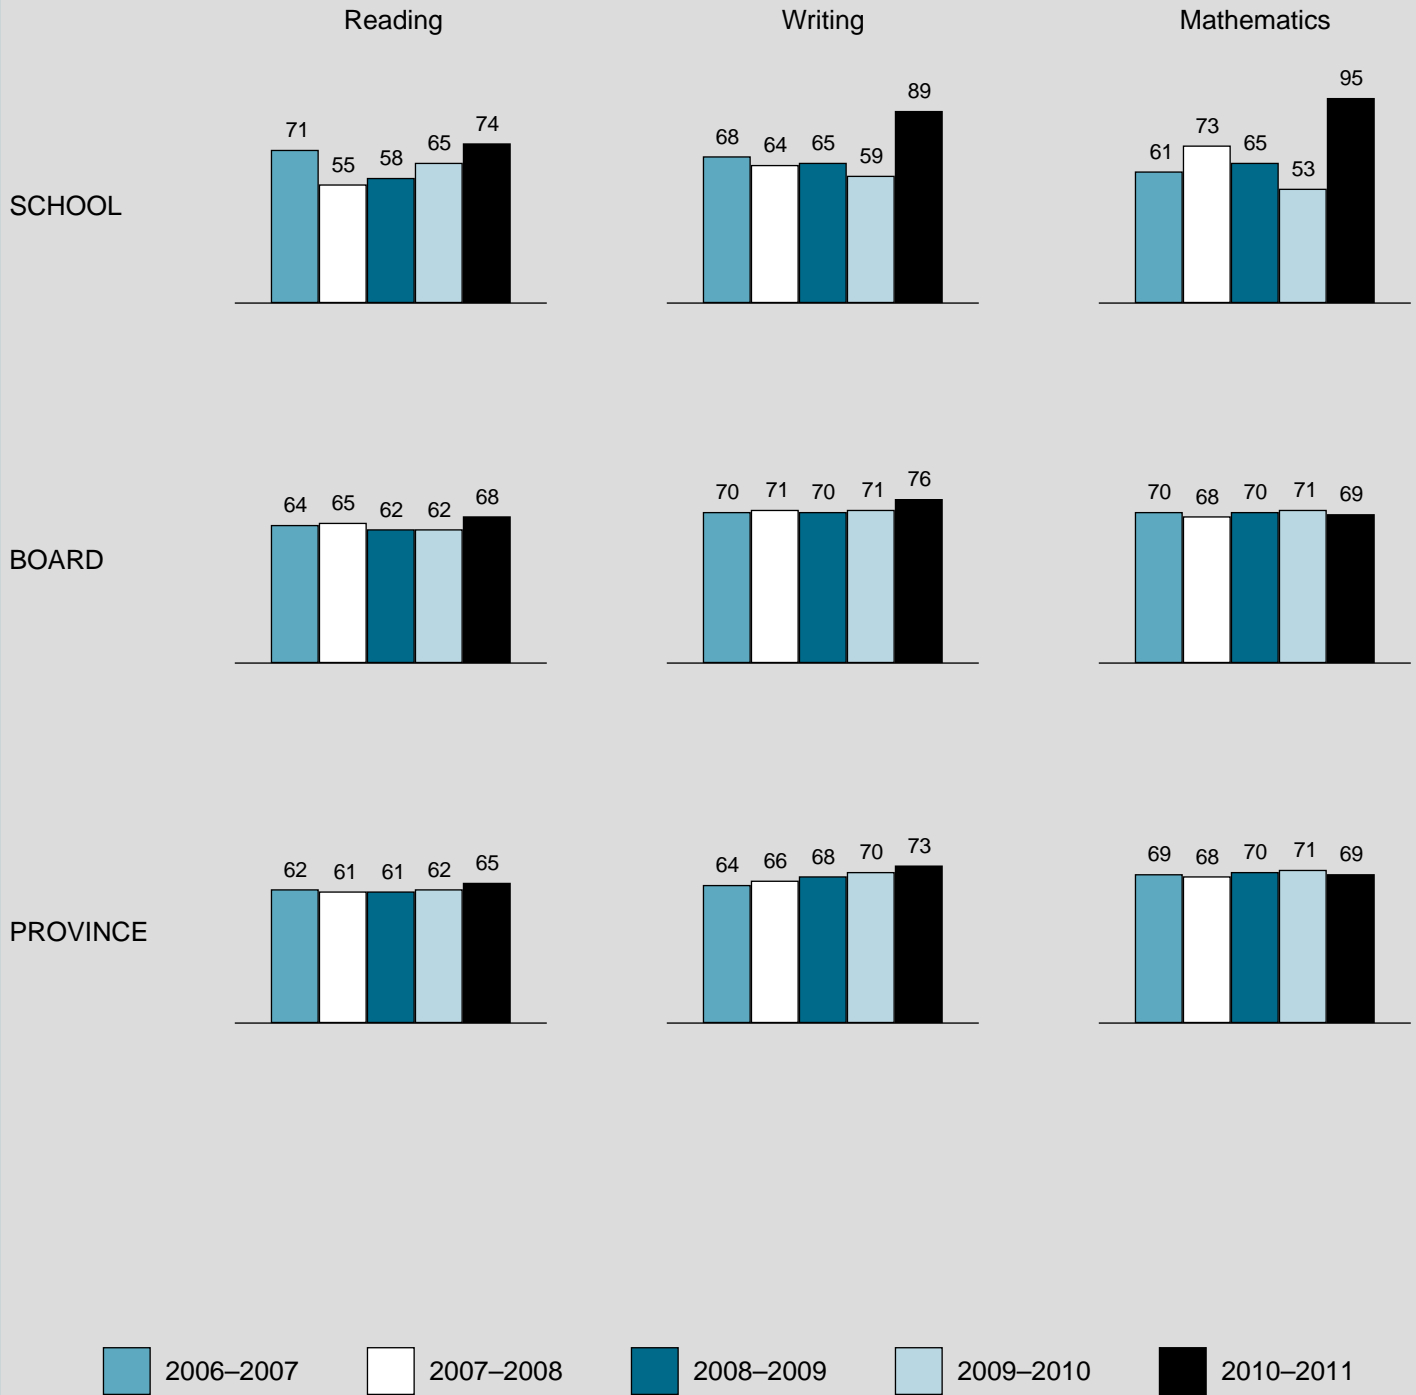 Reading Writing Mathematics
SCHOOL
71 55 58 65 74
68 64 65 59 89
61 73 65 53 95
BOARD
64 65 62 62 68
70 71 70 71 76
70 68 70 71 69
PROVINCE
62 61 61 62 65
64 66 68 70 73
69 68 70 71 69
2006–2007 2007–2008 2008–2009 2009–2010 2010–2011